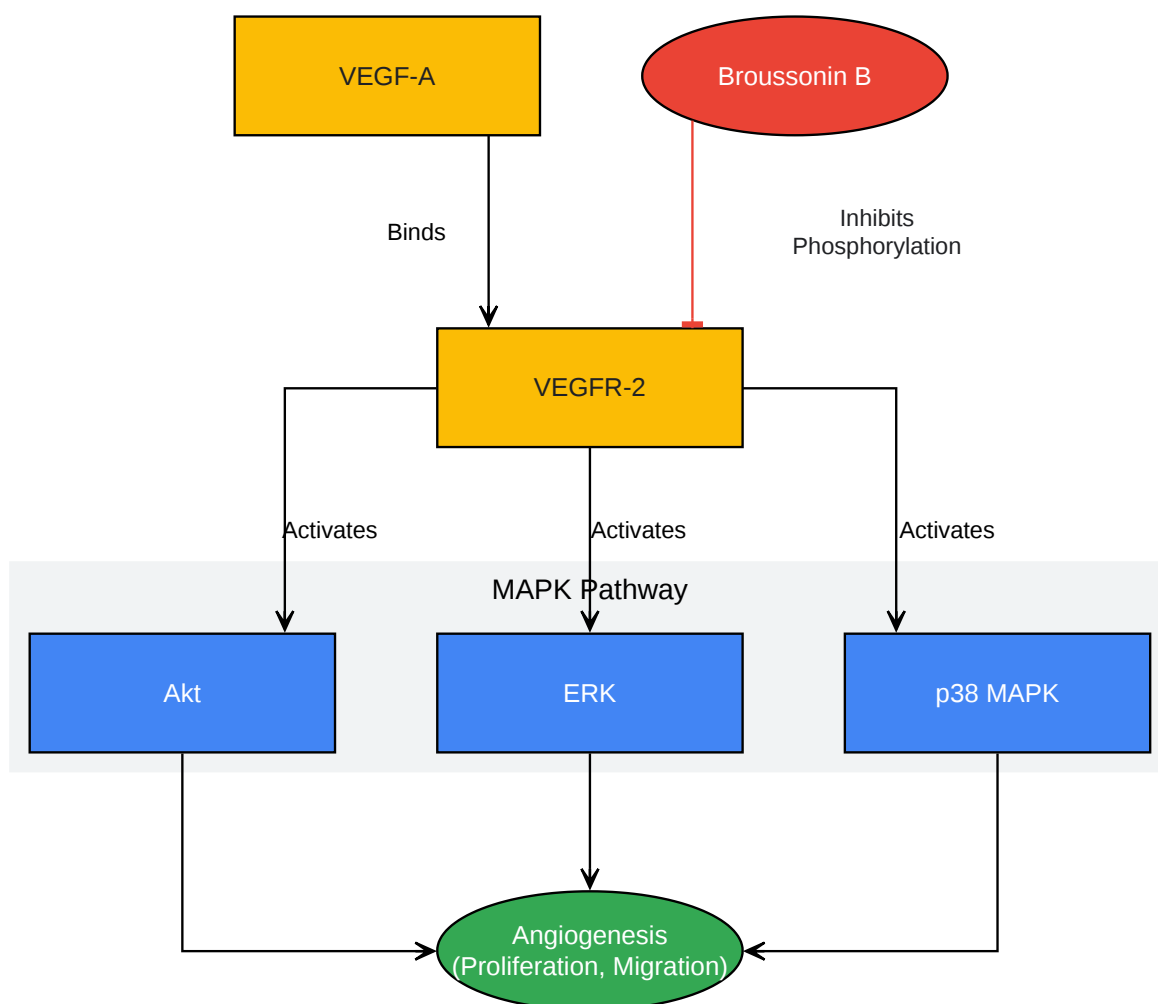 VEGF-A
Broussonin B
Binds
Inhibits
Phosphorylation
VEGFR-2
Activates
Activates
Activates
MAPK Pathway
Akt
ERK
p38 MAPK
Angiogenesis
(Proliferation, Migration)